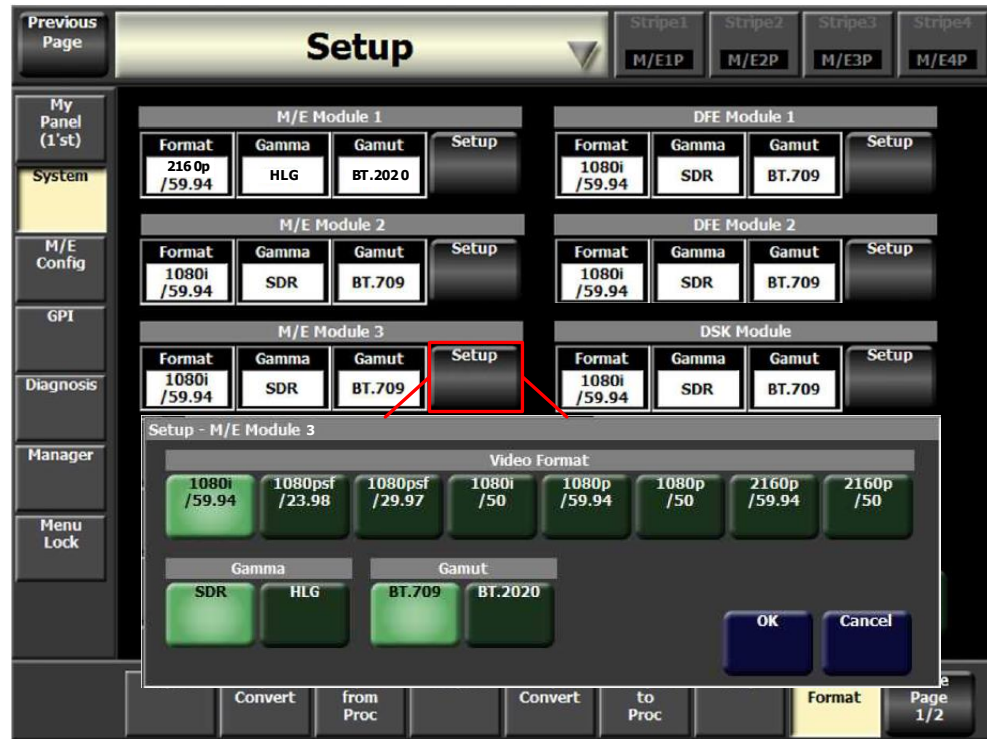 Previous
Page
Setup
Stripe1
M/E1P
Stripe2
M/E2P
Stripe3
M/E3P
Stripe4
M/E4P
My
Panel
(1'st)
System
M/E
Config
GPI
Diagnosis
Manager
Menu
Lock
M/E Module 1
Format Gamma Gamut Setup
2160p
/59.94
HLG BT.2020
DFE Module 1
Format Gamma Gamut Setup
1080i
/59.94
SDR BT.709
M/E Module 2
Format Gamma Gamut Setup
1080i
/59.94
SDR BT.709
DFE Module 2
Format Gamma Gamut Setup
1080i
/59.94
SDR BT.709
M/E Module 3
Format Gamma Gamut Setup
1080i
/59.94
SDR BT.709
DSK Module
Format Gamma Gamut Setup
1080i
/59.94
SDR BT.709
Setup - M/E Module 3
Video Format
1080i
/59.94
1080psf
/23.98
1080psf
/29.97
1080i
/50
1080p
/59.94
1080p
/50
2160p
/59.94
2160p
/50
Gamma
SDR HLG
Gamut
BT.709 BT.2020
OK Cancel
Convert
from
Proc
Convert
to
Proc
Format
Page
1/2